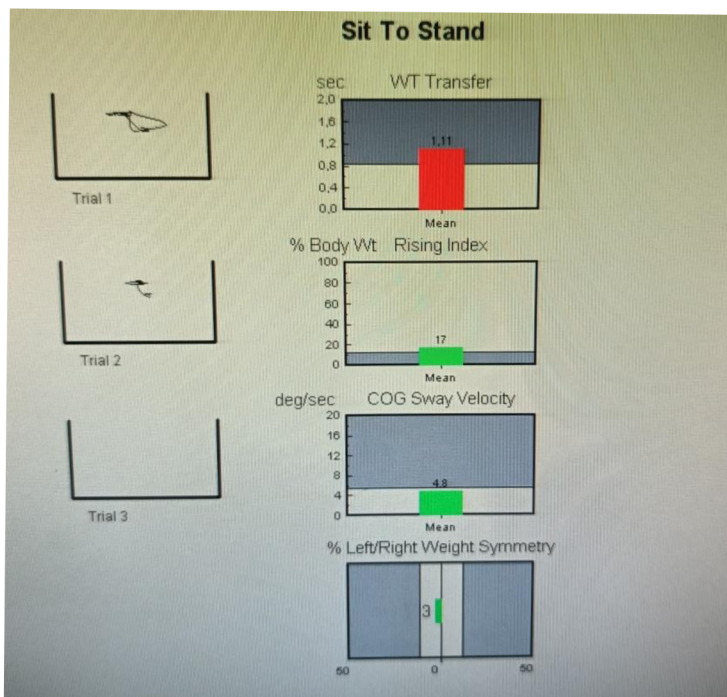 Sit To Stand
sec WT Transfer
2,0
1,6
1,2
0,8
0,4
0,0
1,11
Mean
Trial 1
% Body Wt Rising Index
100
80
60
40
20
0
17
Mean
Trial 2
deg/sec COG Sway Velocity
20
16
12
8
4
0
4.8
Mean
Trial 3
% Left/Right Weight Symmetry
3
50 0 50